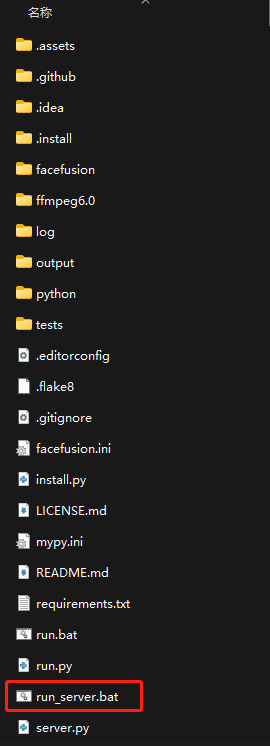 名称
.assets
.github
.idea
.install
facefusion
ffmpeg6.0
log
output
python
tests
.editorconfig
.flake8
.gitignore
facefusion.ini
install.py
LICENSE.md
mypy.ini
README.md
requirements.txt
run.bat
run.py
run_server.bat
server.py